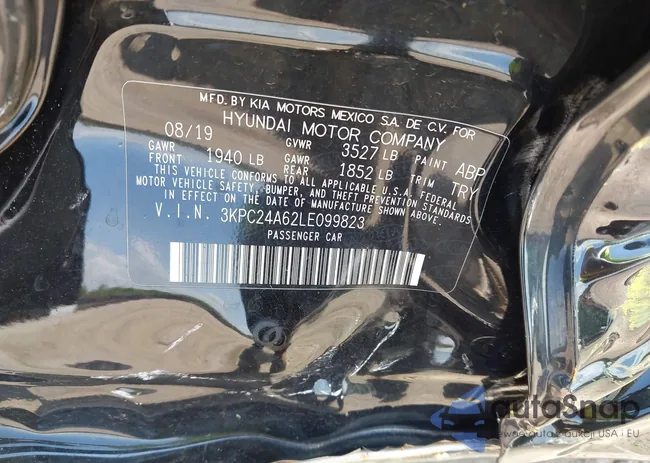 MFD. BY KIA MOTORS MEXICO S.A. DE C.V. FOR
HYUNDAI MOTOR COMPANY
08/19 GVWR 3527 LB PAINT ABP
GAWR FRONT 1940 LB GAWR REAR 1852 LB TRIM TRY
THIS VEHICLE CONFORMS TO ALL APPLICABLE U.S.A. FEDERAL
MOTOR VEHICLE SAFETY, BUMPER, AND THEFT PREVENTION STANDARDS
IN EFFECT ON THE DATE OF MANUFACTURE SHOWN ABOVE.
V.I.N. 3KPC24A62LE099823
PASSENGER CAR
autoSnap
USA i EU